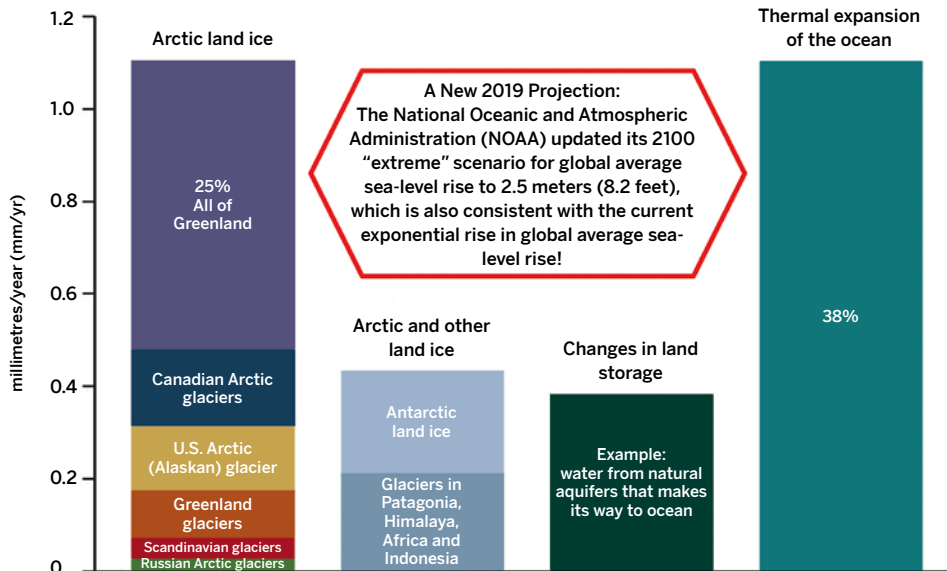 1.2
1.0
0.8
0.6
0.4
0.2
0
millimetres/year (mm/yr)
Arctic land ice
25%
All of
Greenland
Canadian Arctic
glaciers
U.S. Arctic
(Alaskan) glacier
Greenland
glaciers
Scandinavian glaciers
Russian Arctic glaciers
A New 2019 Projection:
The National Oceanic and Atmospheric
Administration (NOAA) updated its 2100
“extreme” scenario for global average
sea-level rise to 2.5 meters (8.2 feet),
which is also consistent with the current
exponential rise in global average sea-
level rise!
Arctic and other
land ice
Antarctic
land ice
Glaciers in
Patagonia,
Himalaya,
Africa and
Indonesia
Changes in land
storage
Example:
water from natural
aquifers that makes
its way to ocean
Thermal expansion
of the ocean
38%